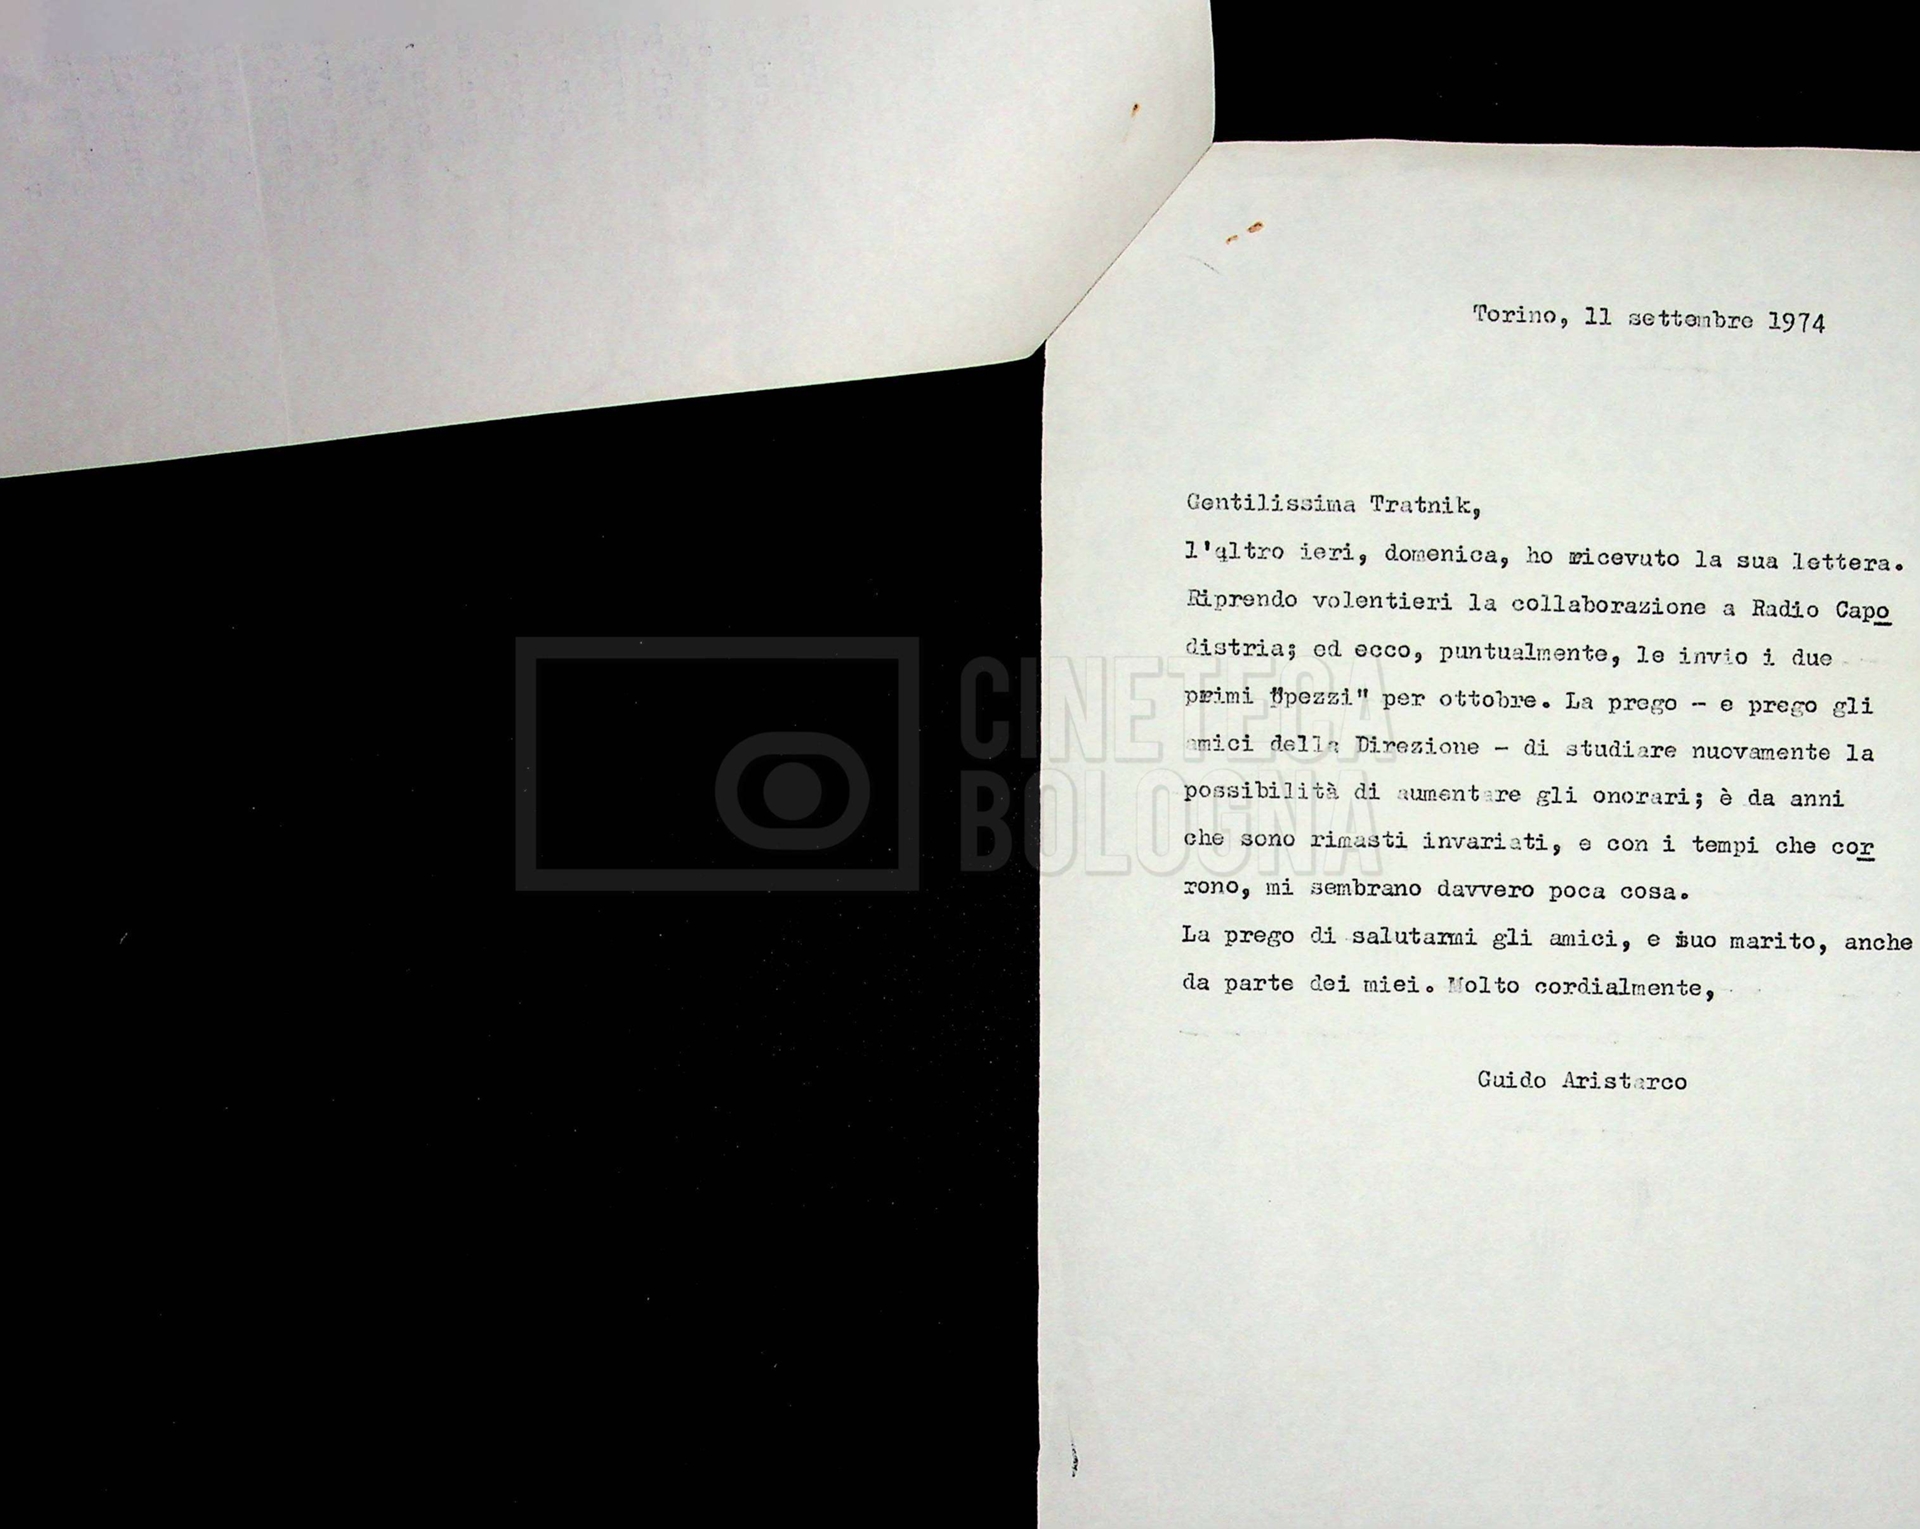 Torino, 11 settembre 1974
Gentilissima Tratnik,
l'qltro ieri, domenica, ho ricevuto la sua lettera.
Riprendo volentieri la collaborazione a Radio Capo
distria; ed ecco, puntualmente, le invio i due
primi "pezzi" per ottobre. La prego - e prego gli
amici della Direzione - di studiare nuovamente la
possibilità di aumentare gli onorari; è da anni
che sono rimasti invariati, e con i tempi che cor
rono, mi sembrano davvero poca cosa.
La prego di salutarmi gli amici, e suo marito, anche
da parte dei miei. Molto cordialmente,
Guido Aristarco
CINETECA
BOLOGNA